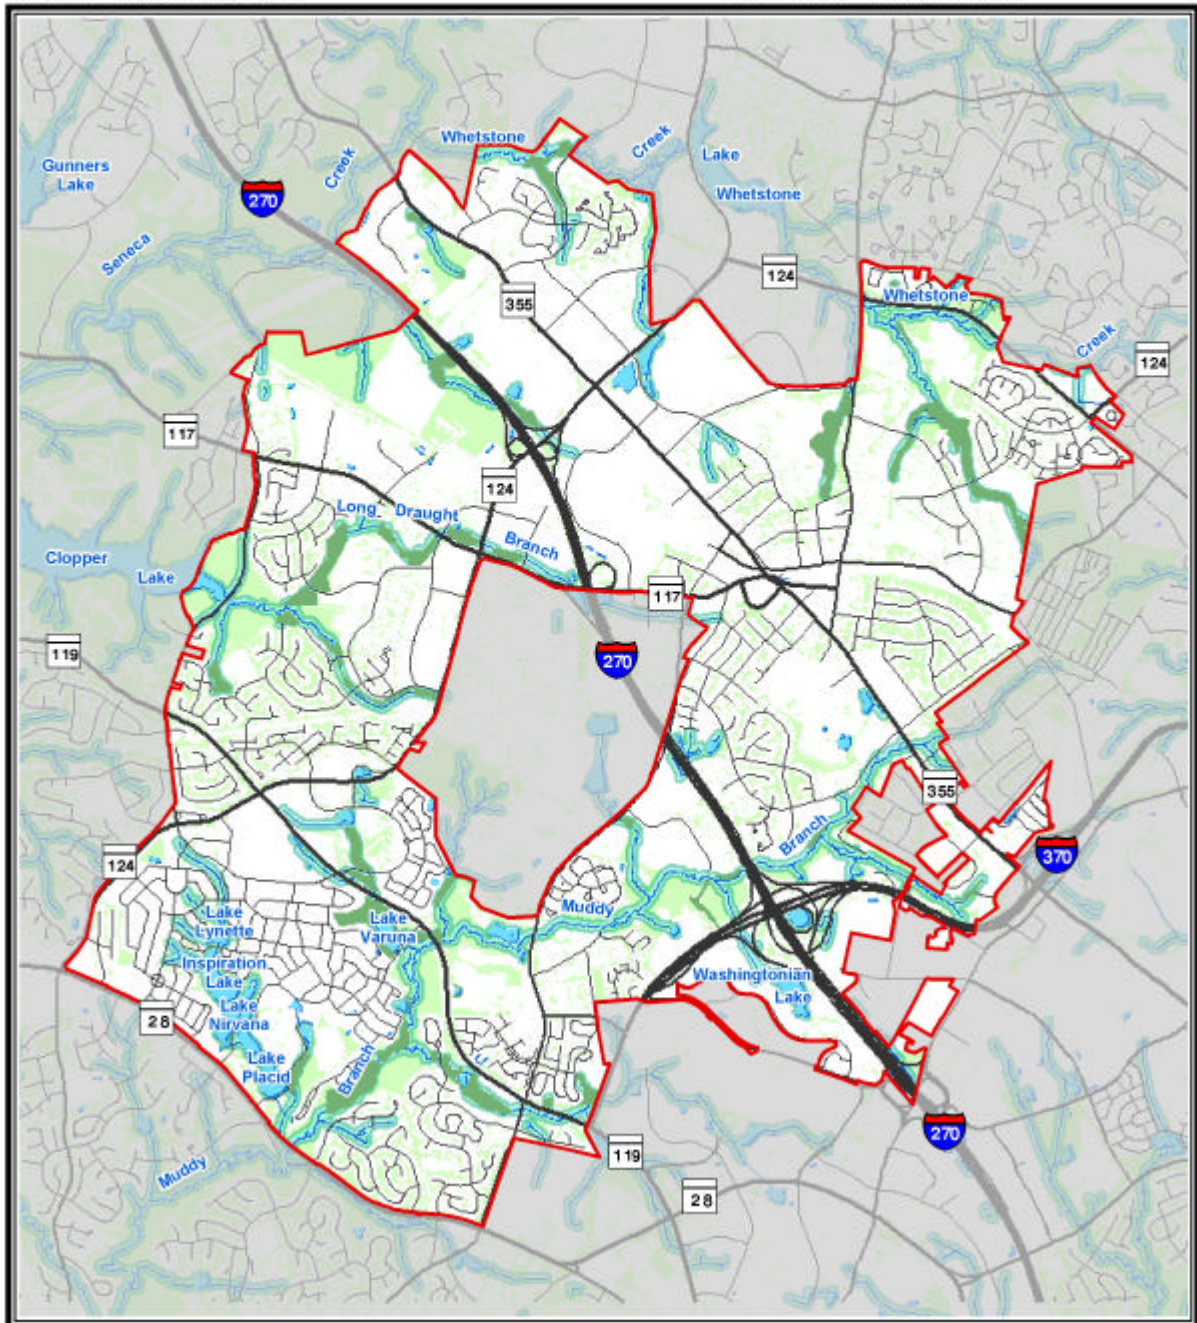 Whetstone
Creek
Creek
Lake
Whetstone
Gunners
Lake
270
Seneca
124
355
Whetstone
Creek
124
117
124
Long Draught
Branch
Clopper
Lake
117
119
270
355
Branch
370
124
Lake
Lynette
Lake
Varuna
Muddy
Inspiration
Lake
Washingtonian
Lake
Lake
Nirvana
28
Lake
Placid
Branch
270
119
Muddy
28